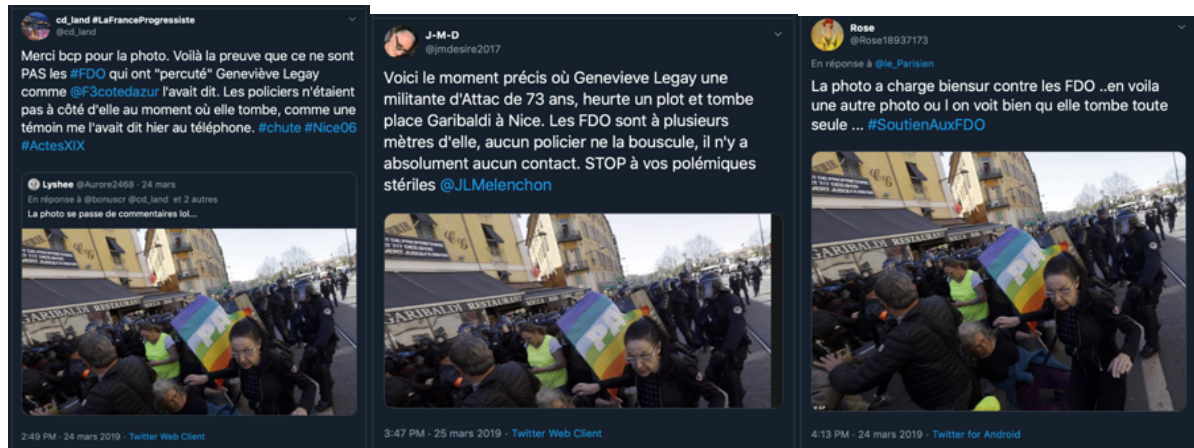 cd_land #LaFranceProgressiste
@cd_land
Merci bcp pour la photo. Voilà la preuve que ce ne sont
PAS les #FDO qui ont "percuté" Geneviève Legay
comme @F3cotedazur l'avait dit. Les policiers n'étaient
pas à côté d'elle au moment où elle tombe, comme une
témoin me l'avait dit hier au téléphone. #chute #Nice06
#ActesXIX
Lyshee @Aurore2468 · 24 mars
En réponse à @bonuscr @cd_land et 2 autres
La photo se passe de commentaires lol...
GARIBALDI RESTAURANT
PA
2:49 PM · 24 mars 2019 · Twitter Web Client
J-M-D
@jmdesire2017
Voici le moment précis où Genevieve Legay une
militante d'Attac de 73 ans, heurte un plot et tombe
place Garibaldi à Nice. Les FDO sont à plusieurs
mètres d'elle, aucun policier ne la bouscule, il n'y a
absolument aucun contact. STOP à vos polémiques
stériles @JLMelenchon
GARIBALDI RESTAURANT
PA
3:47 PM · 25 mars 2019 · Twitter Web Client
Rose
@Rose18937173
En réponse à @le_Parisien
La photo a charge biensur contre les FDO ..en voila
une autre photo ou l on voit bien qu elle tombe toute
seule ... #SoutienAuxFDO
GARIBALDI RESTAURANT
PA
4:13 PM · 24 mars 2019 · Twitter for Android